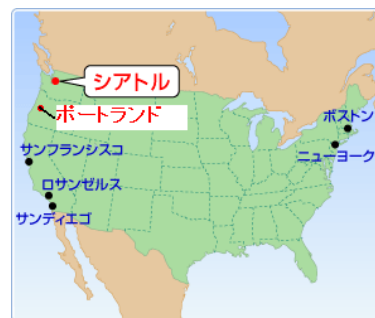 シアトル
ポートランド
ボストン
サンフランシスコ
ニューヨーク
ロサンゼルス
サンディエゴ